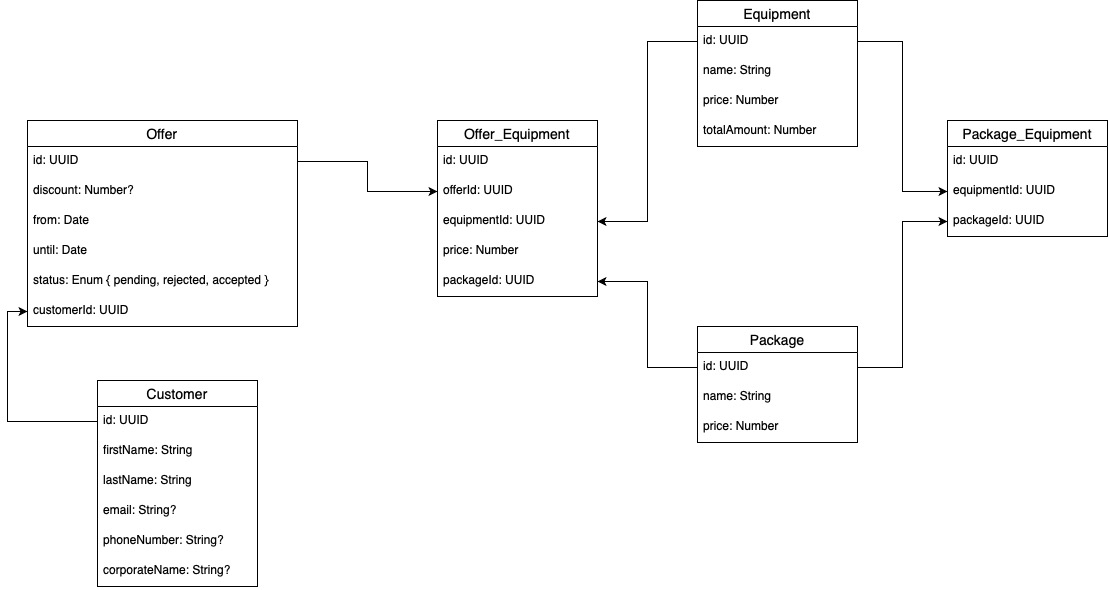 Equipment
id: UUID
name: String
price: Number
totalAmount: Number
Offer
id: UUID
discount: Number?
from: Date
until: Date
status: Enum { pending, rejected, accepted }
customerId: UUID
Offer_Equipment
id: UUID
offerId: UUID
equipmentId: UUID
price: Number
packageId: UUID
Package_Equipment
id: UUID
equipmentId: UUID
packageId: UUID
Package
id: UUID
name: String
price: Number
Customer
id: UUID
firstName: String
lastName: String
email: String?
phoneNumber: String?
corporateName: String?